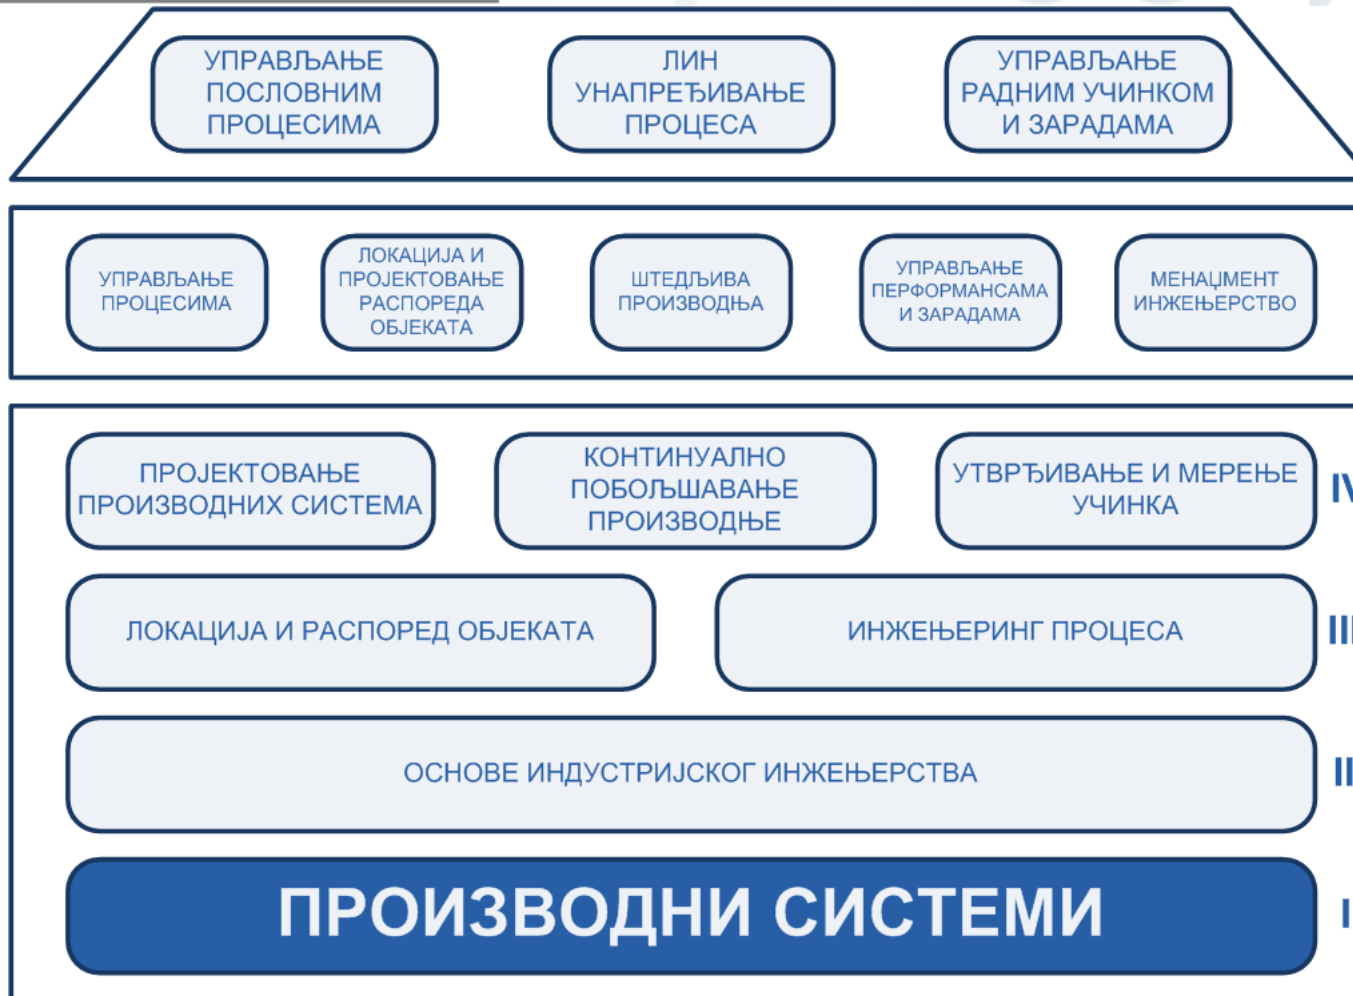 УПРАВЉАЊЕ
ПОСЛОВНИМ
ПРОЦЕСИМА
ЛИН
УНАПРЕЂИВАЊЕ
ПРОЦЕСА
УПРАВЉАЊЕ
РАДНИМ УЧИНКОМ
И ЗАРАДАМА
УПРАВЉАЊЕ
ПРОЦЕСИМА
ЛОКАЦИЈА И
ПРОЈЕКТОВАЊЕ
РАСПОРЕДА
ОБЈЕКАТА
ШТЕДЉИВА
ПРОИЗВОДЊА
УПРАВЉАЊЕ
ПЕРФОРМАНСАМА
И ЗАРАДАМА
МЕНАЏМЕНТ
ИНЖЕЊЕРСТВО
ПРОЈЕКТОВАЊЕ
ПРОИЗВОДНИХ СИСТЕМА
КОНТИНУАЛНО
ПОБОЉШАВАЊЕ
ПРОИЗВОДЊЕ
УТВРЂИВАЊЕ И МЕРЕЊЕ
УЧИНКА
IV
ЛОКАЦИЈА И РАСПОРЕД ОБЈЕКАТА
ИНЖЕЊЕРИНГ ПРОЦЕСА
III
ОСНОВЕ ИНДУСТРИЈСКОГ ИНЖЕЊЕРСТВА
II
ПРОИЗВОДНИ СИСТЕМИ
I